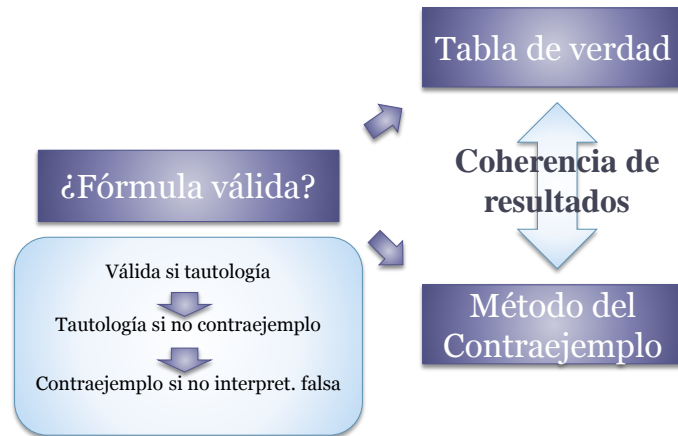 Tabla de verdad
¿Fórmula válida?
Coherencia de
resultados
Válida si tautología
Tautología si no contraejemplo
Contraejemplo si no interpret. falsa
Método del
Contraejemplo